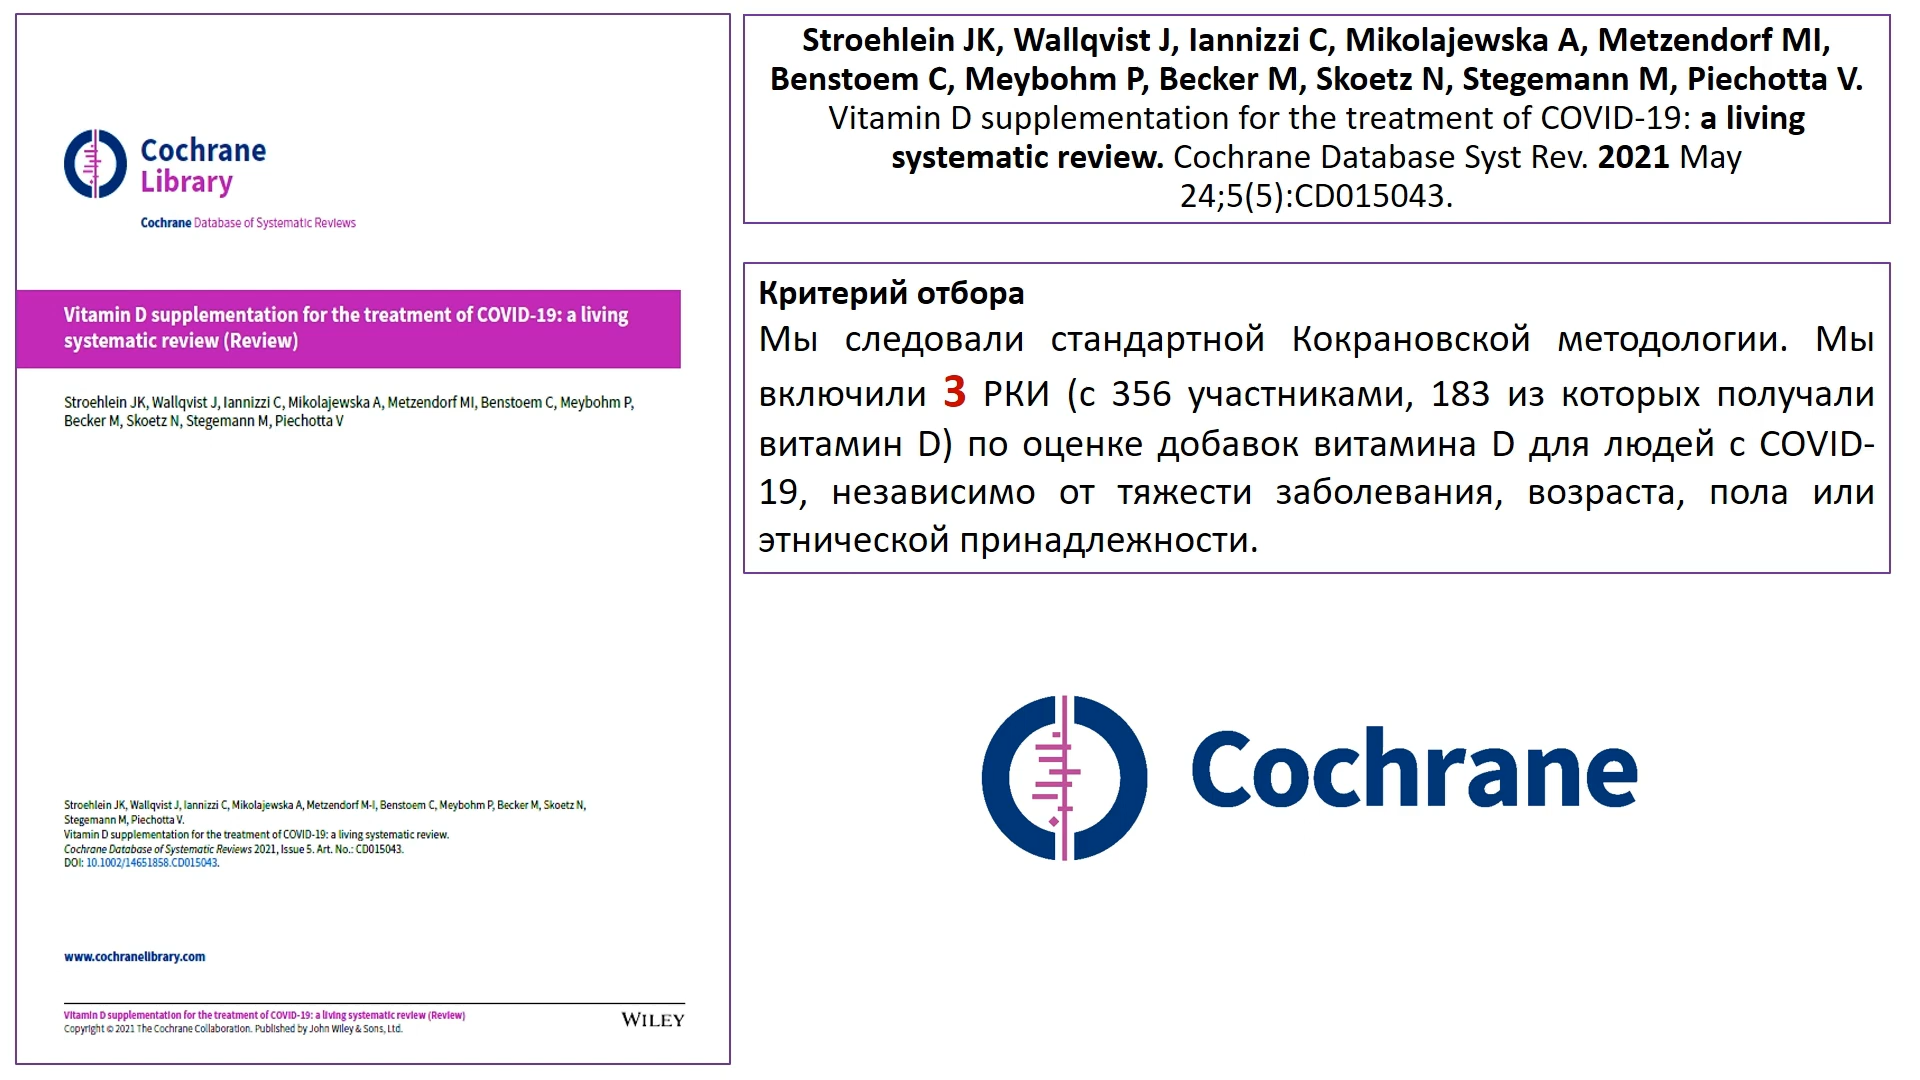 Cochrane
Library
Cochrane Database of Systematic Reviews
Vitamin D supplementation for the treatment of COVID-19: a living
systematic review (Review)
Stroehlein JK, Wallqvist J, Iannizzi C, Mikolajewska A, Metzendorf MI, Benstoem C, Meybohm P,
Becker M, Skoetz N, Stegemann M, Piechotta V
Stroehlein JK, Wallqvist J, Iannizzi C, Mikolajewska A, Metzendorf M-I, Benstoem C, Meybohm P, Becker M, Skoetz N,
Stegemann M, Piechotta V.
Vitamin D supplementation for the treatment of COVID-19: a living systematic review.
Cochrane Database of Systematic Reviews 2021, Issue 5. Art. No.: CD015043.
DOI: 10.1002/14651858.CD015043.
www.cochranelibrary.com
Vitamin D supplementation for the treatment of COVID-19: a living systematic review (Review)
Copyright © 2021 The Cochrane Collaboration. Published by John Wiley & Sons, Ltd.
WILEY
Stroehlein JK, Wallqvist J, Iannizzi C, Mikolajewska A, Metzendorf MI,
Benstoem C, Meybohm P, Becker M, Skoetz N, Stegemann M, Piechotta V.
Vitamin D supplementation for the treatment of COVID-19: a living
systematic review. Cochrane Database Syst Rev. 2021 May
24;5(5):CD015043.
Критерий отбора
Мы следовали стандартной Кокрановской методологии. Мы
включили 3 РКИ (с 356 участниками, 183 из которых получали
витамин D) по оценке добавок витамина D для людей с COVID-
19, независимо от тяжести заболевания, возраста, пола или
этнической принадлежности.
Cochrane